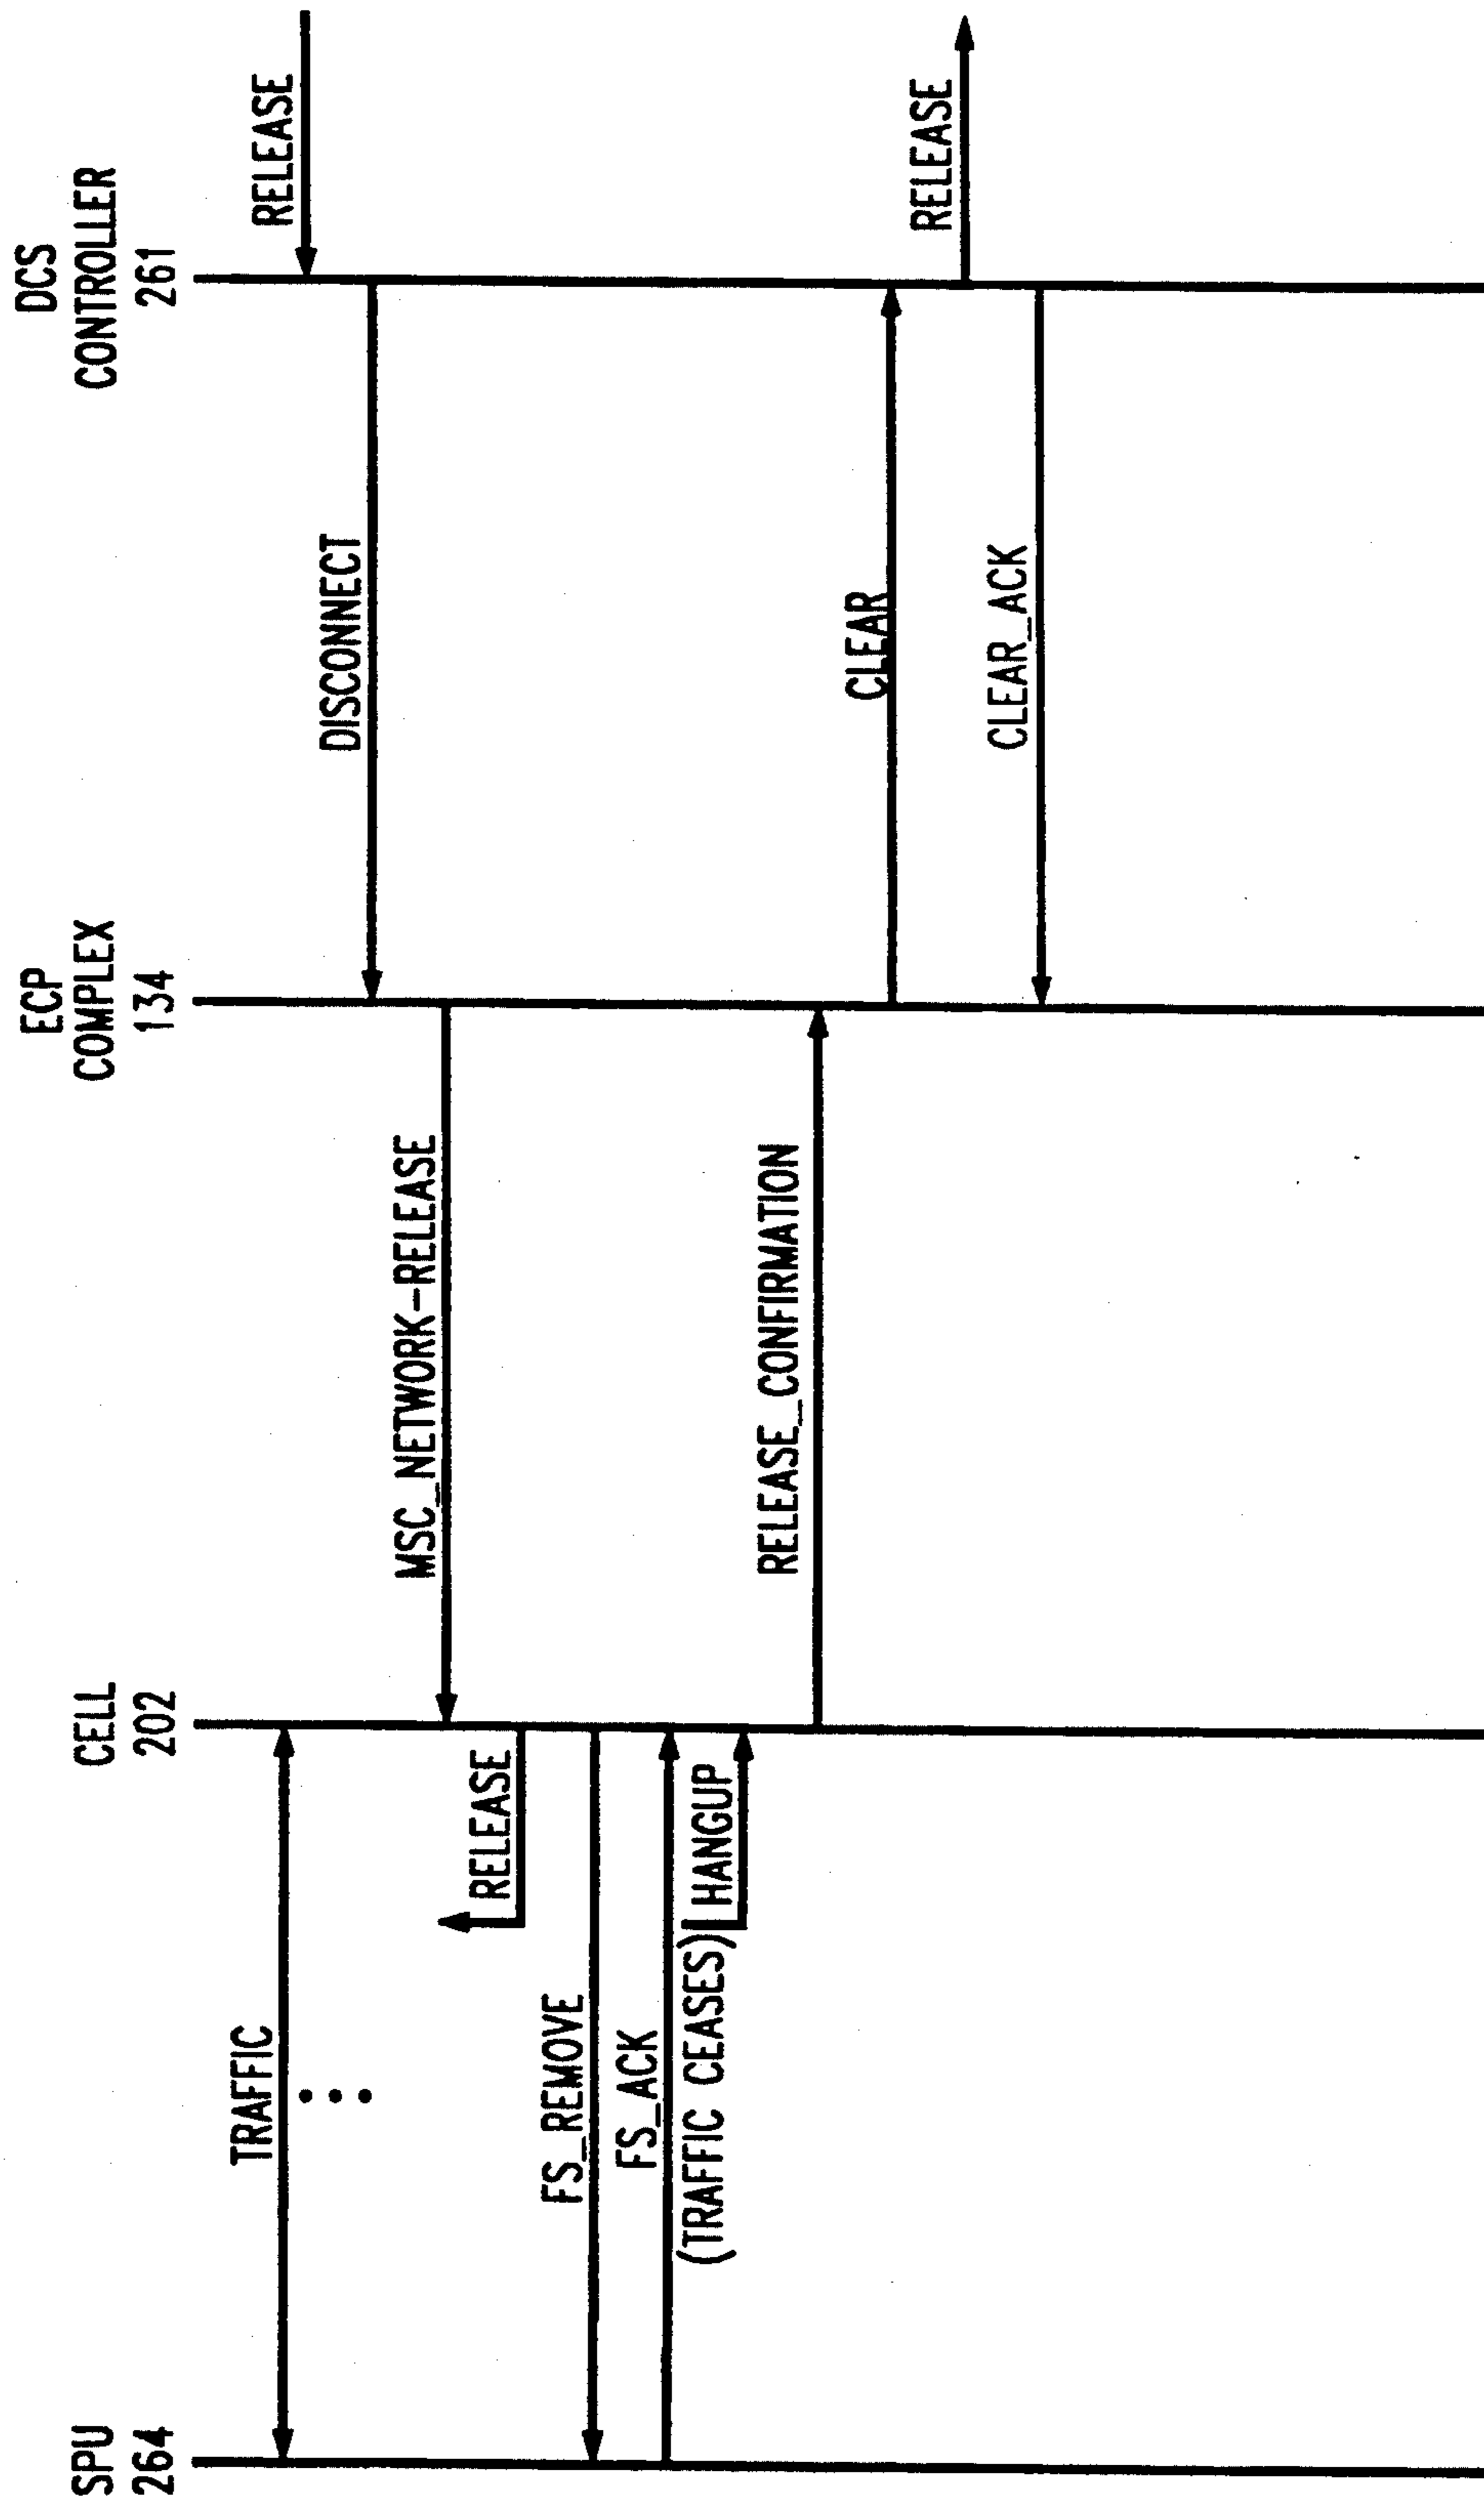 SPU
264
CELL
202
ECP
COMPLEX
134
DCS
CONTROLLER
261
TRAFFIC
RELEASE
DISCONNECT
MSC_NETWORK-RELEASE
RELEASE
FS_REMOVE
FS_ACK
(TRAFFIC CEASES)
HANGUP
RELEASE_CONFIRMATION
CLEAR
RELEASE
CLEAR_ACK